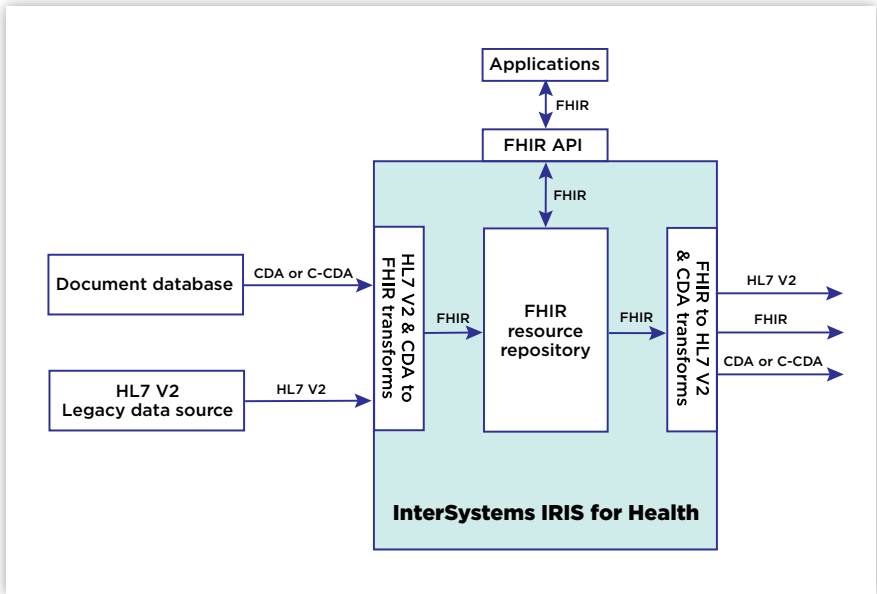 Applications
FHIR
FHIR API
FHIR
Document database
CDA or C-CDA
HL7 V2
Legacy data source
HL7 V2
HL7 V2 & CDA to
FHIR transforms
FHIR
FHIR
resource
repository
FHIR
FHIR to HL7 V2
& CDA transforms
HL7 V2
FHIR
CDA or C-CDA
InterSystems IRIS for Health